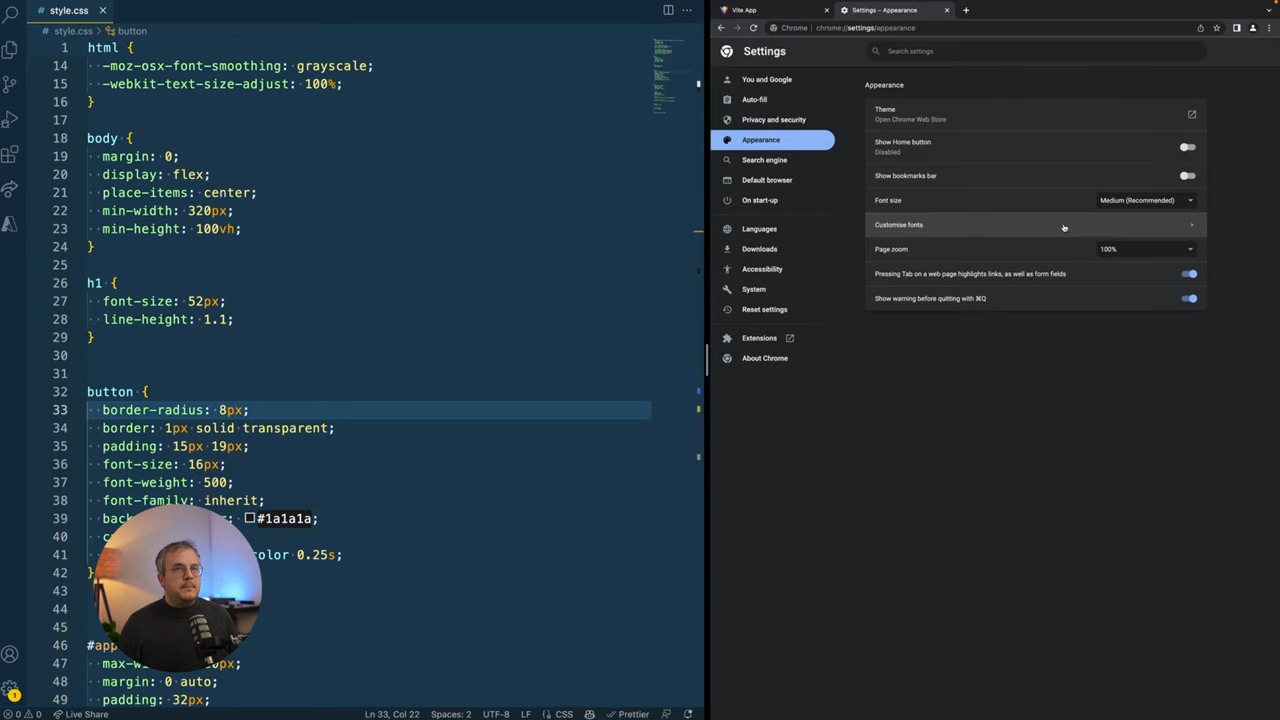 style.css
style.css > button
1 html {
14 -moz-osx-font-smoothing: grayscale;
15 -webkit-text-size-adjust: 100%;
16 }
17
18 body {
19 margin: 0;
20 display: flex;
21 place-items: center;
22 min-width: 320px;
23 min-height: 100vh;
24 }
25
26 h1 {
27 font-size: 52px;
28 line-height: 1.1;
29 }
30
31
32 button {
33 border-radius: 8px;
34 border: 1px solid transparent;
35 padding: 15px 19px;
36 font-size: 16px;
37 font-weight: 500;
38 font-family: inherit;
39 #1a1a1a;
40
41 0.25s;
42 }
43
44
45
46 #app
47
48 margin: 0 auto;
49 padding: 32px;
1
0 0
Live Share
Ln 33, Col 22
Spaces: 2
UTF-8
LF
{} CSS
Prettier
Vite App
Settings – Appearance
Chrome
chrome://settings/appearance
Settings
Search settings
You and Google
Auto-fill
Privacy and security
Appearance
Search engine
Default browser
On start-up
Languages
Downloads
Accessibility
System
Reset settings
Extensions
About Chrome
Appearance
Theme
Open Chrome Web Store
Show Home button
Disabled
Show bookmarks bar
Font size
Medium (Recommended)
Customise fonts
Page zoom
100%
Pressing Tab on a web page highlights links, as well as form fields
Show warning before quitting with ⌘Q